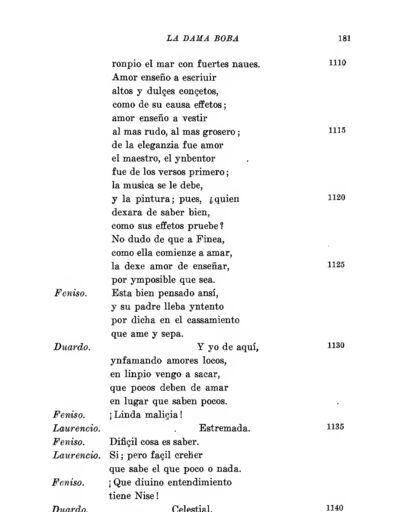 LA DAMA BOBA 181
ronpio el mar con fuertes naues. 1110
Amor enseño a escriuir
altos y dulçes conçetos,
como de su causa effetos;
amor enseño a vestir
al mas rudo, al mas grosero; 1115
de la eleganzia fue amor
el maestro, el ynbentor
fue de los versos primero;
la musica se le debe,
y la pintura; pues, ¿quien 1120
dexara de saber bien,
como sus effetos pruebe?
No dudo de que a Finea,
como ella comienze a amar,
la dexe amor de enseñar, 1125
por ymposible que sea.
Feniso. Esta bien pensado ansí,
y su padre lleba yntento
por dicha en el cassamiento
que ame y sepa.
Duardo. Y yo de aquí, 1130
ynfamando amores locos,
en linpio vengo a sacar,
que pocos deben de amar
en lugar que saben pocos.
Feniso. ¡Linda maliçia!
Laurencio. Estremada. 1135
Feniso. Difiçil cosa es saber.
Laurencio. Si; pero façil creher
que sabe el que poco o nada.
Feniso. ¡Que diuino entendimiento
tiene Nise!
Duardo. Celestial. 1140